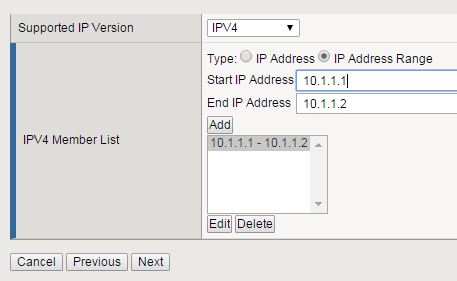 Supported IP Version IPV4
Type: IP Address IP Address Range
Start IP Address 10.1.1.1
End IP Address 10.1.1.2
Add
IPV4 Member List
10.1.1.1 - 10.1.1.2
Edit Delete
Cancel Previous Next